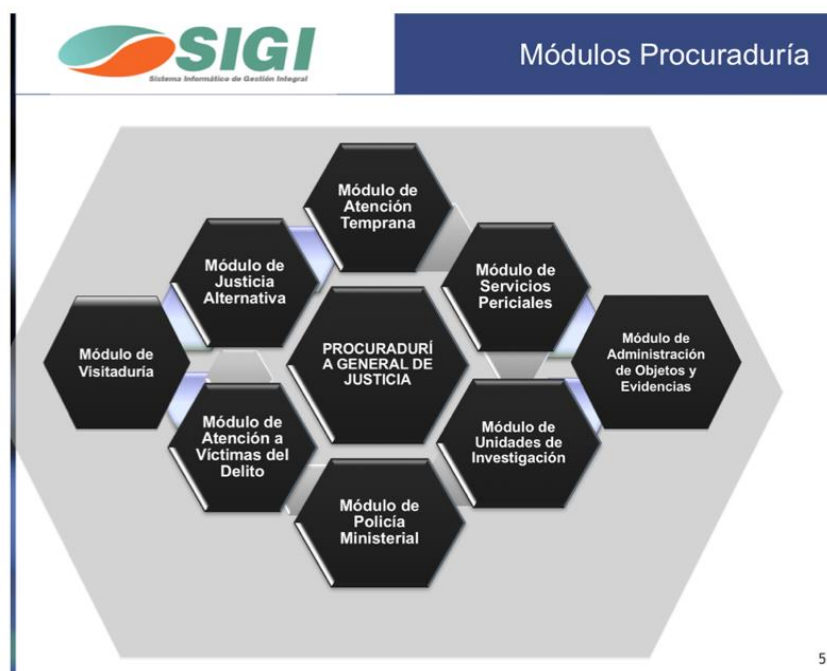 SIGI
Sistema Informático de Gestión Integral
Módulos Procuraduría
Módulo de
Atención
Temprana
Módulo de
Justicia
Alternativa
Módulo de
Servicios
Periciales
Módulo de
Visitaduría
PROCURADURÍ
A GENERAL DE
JUSTICIA
Módulo de
Administración
de Objetos y
Evidencias
Módulo de
Atención a
Víctimas del
Delito
Módulo de
Unidades de
Investigación
Módulo de
Policía
Ministerial
5